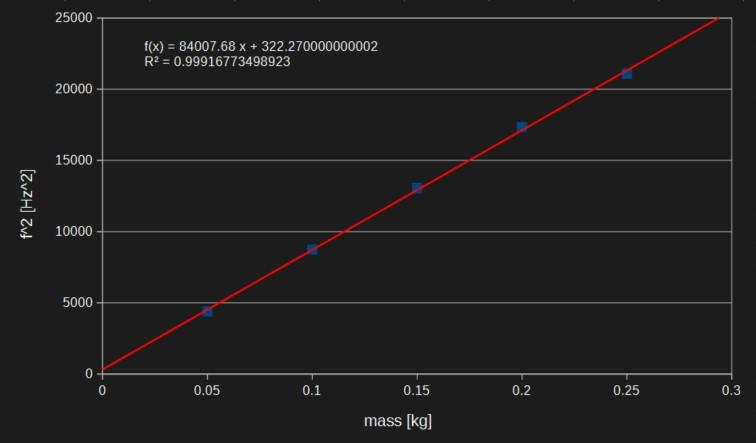 25000
f(x) = 84007.68 x + 322.270000000002
R² = 0.99916773498923
20000
15000
f^2 [Hz^2]
10000
5000
0
0 0.05 0.1 0.15 0.2 0.25 0.3
mass [kg]